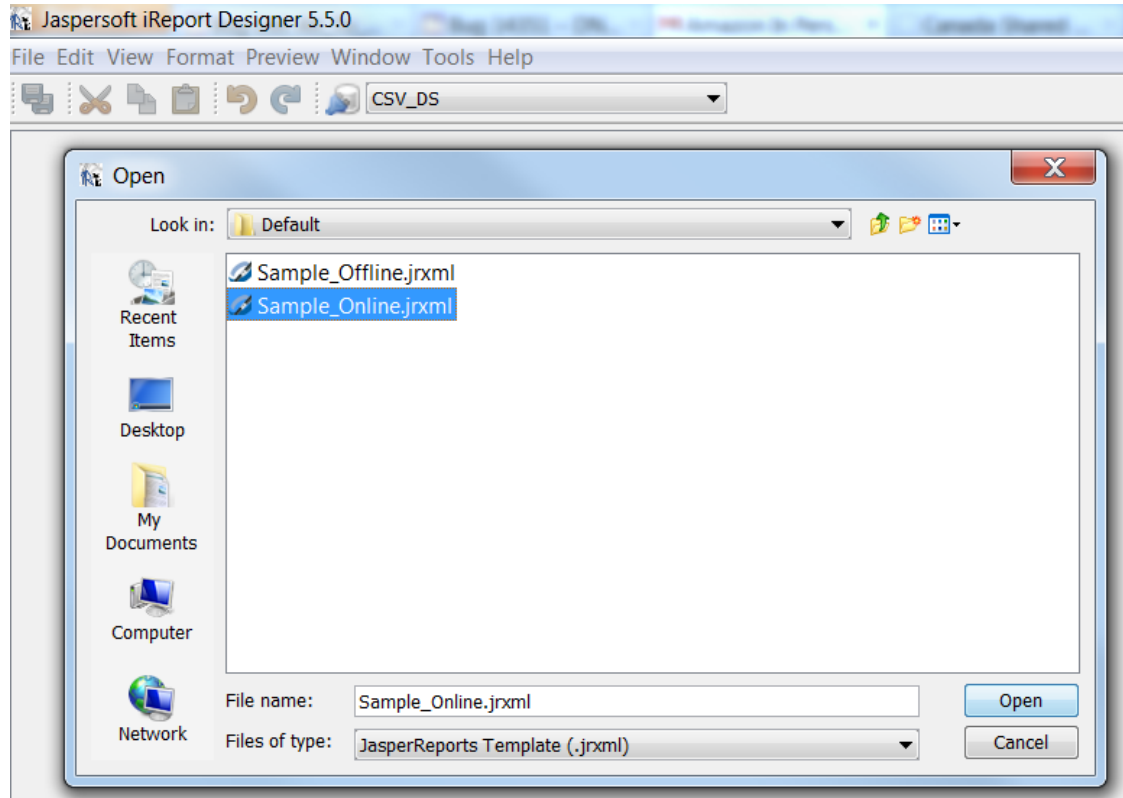 Jaspersoft iReport Designer 5.5.0
File Edit View Format Preview Window Tools Help
CSV_DS
Open
Look in: Default
Sample_Offline.jrxml
Sample_Online.jrxml
Recent
Items
Desktop
My
Documents
Computer
Network
File name: Sample_Online.jrxml Open
Files of type: JasperReports Template (.jrxml) Cancel